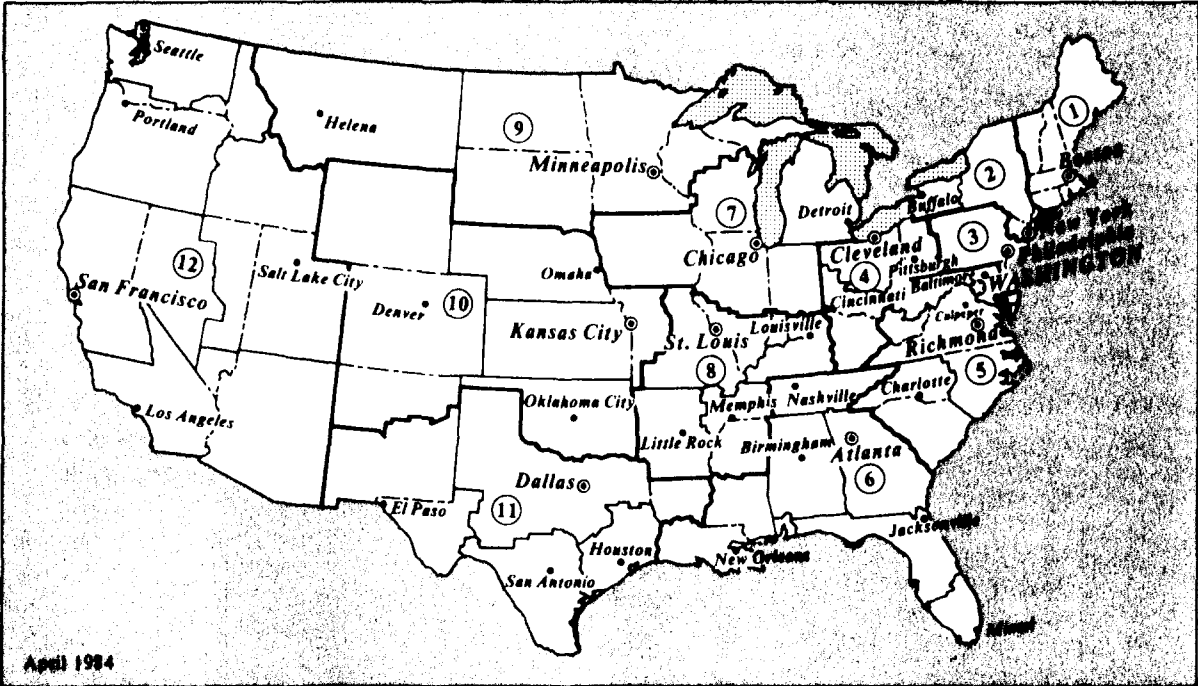 Seattle
Portland
Helena
9
Minneapolis
1
Boston
2
Buffalo
7
Detroit
3
New York
Philadelphia
Chicago
Cleveland
Pittsburgh
4
Baltimore
WASHINGTON
Cincinnati
Omaha
12
Salt Lake City
San Francisco
Denver
10
Kansas City
St. Louis
Louisville
Culpeper
Richmond
8
5
Charlotte
Memphis
Nashville
Los Angeles
Oklahoma City
Little Rock
Birmingham
Atlanta
6
Dallas
11
El Paso
Houston
San Antonio
New Orleans
Jacksonville
Miami
April 1984